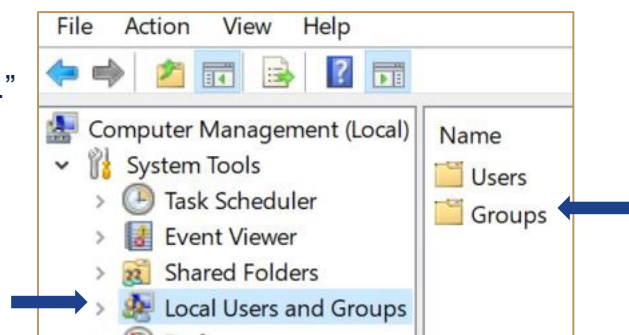 File Action View Help
.”
Computer Management (Local)
System Tools
Task Scheduler
Event Viewer
Shared Folders
Local Users and Groups
Name
Users
Groups